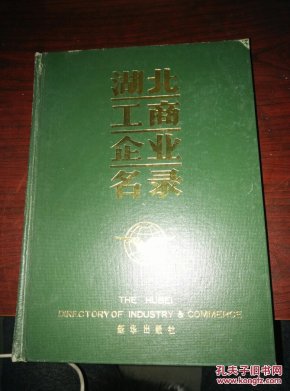 湖北
工商
企业
名录
THE HUBEI
DIRECTORY OF INDUSTRY & COMMERCE
新华出版社
孔夫子旧书网